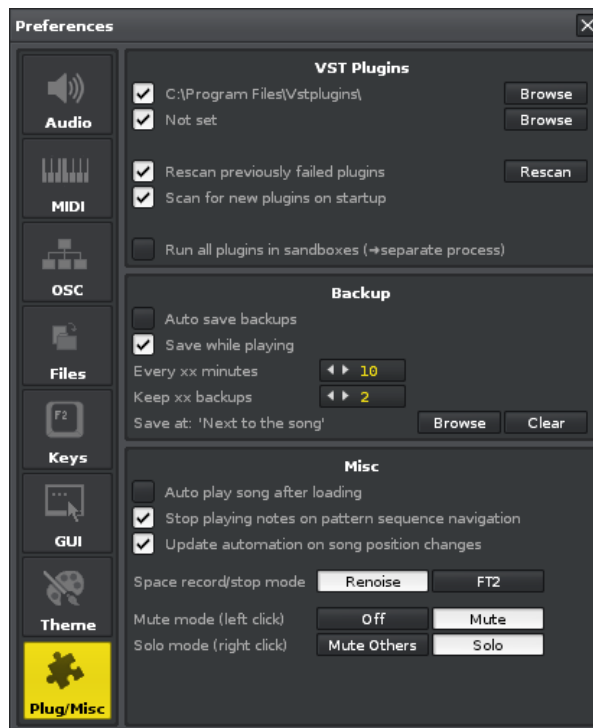 Preferences
Audio
MIDI
OSC
Files
F2
Keys
GUI
Theme
Plug/Misc
VST Plugins
C:\Program Files\Vstplugins\ Browse
Not set Browse
Rescan previously failed plugins Rescan
Scan for new plugins on startup
Run all plugins in sandboxes (→separate process)
Backup
Auto save backups
Save while playing
Every xx minutes 10
Keep xx backups 2
Save at: 'Next to the song' Browse Clear
Misc
Auto play song after loading
Stop playing notes on pattern sequence navigation
Update automation on song position changes
Space record/stop mode Renoise FT2
Mute mode (left click) Off Mute
Solo mode (right click) Mute Others Solo